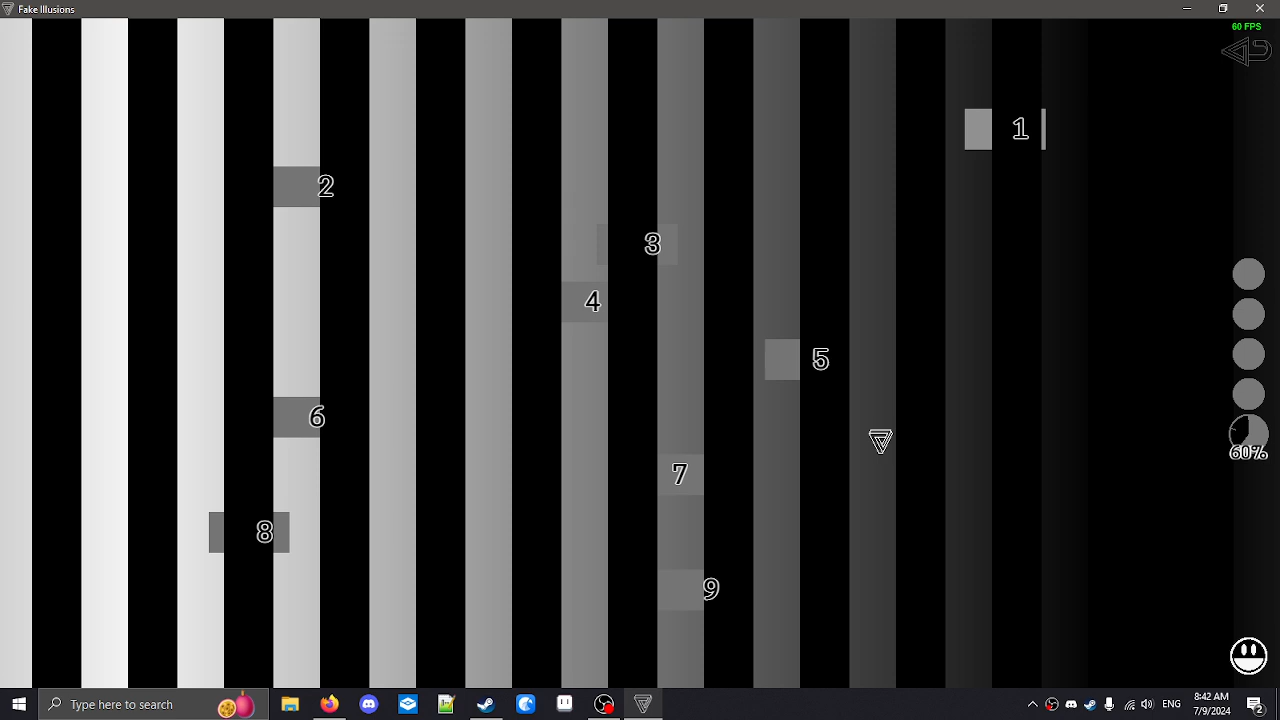 Fake Illusions
60 FPS
1
2
3
4
5
6
60%
7
8
9
Type here to search
ENG
8:42 AM
7/9/2024
2